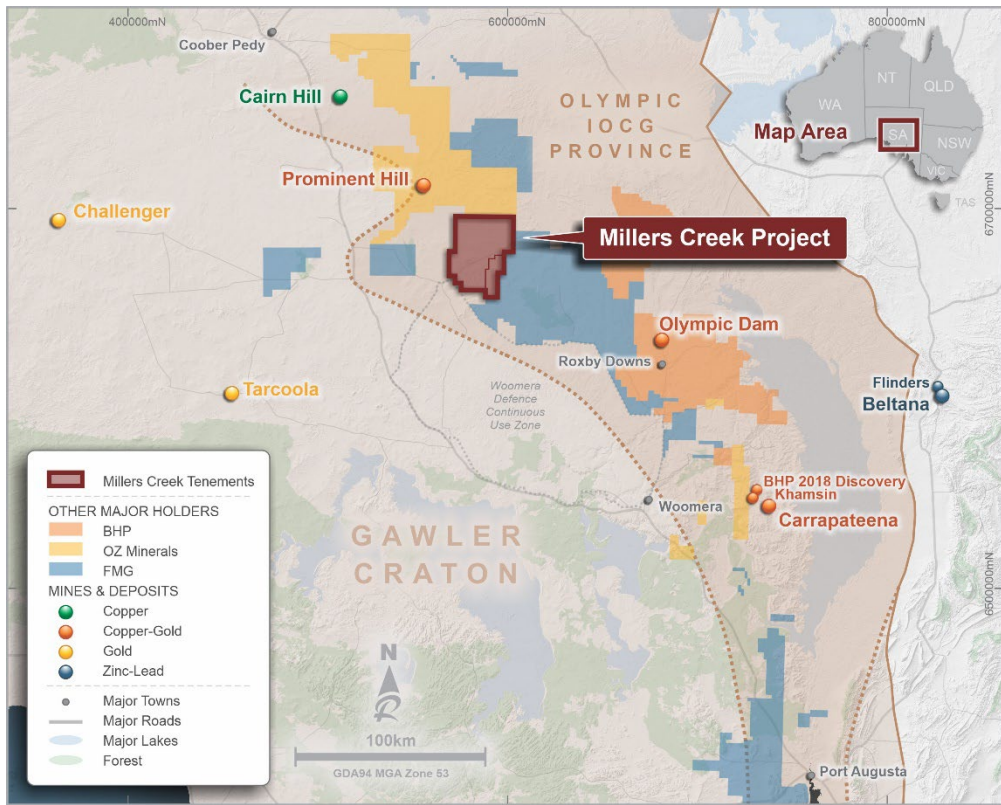 400000mN
600000mN
800000mN
Coober Pedy
Cairn Hill
OLYMPIC
IOCG
PROVINCE
NT
QLD
WA
SA
NSW
VIC
TAS
Map Area
Prominent Hill
Challenger
6700000mN
Millers Creek Project
Olympic Dam
Roxby Downs
Tarcoola
Woomera
Defence
Continuous
Use Zone
Flinders
Beltana
BHP 2018 Discovery
Khamsin
Carrapateena
Woomera
GAWLER
CRATON
6500000mN
Millers Creek Tenements
OTHER MAJOR HOLDERS
BHP
OZ Minerals
FMG
MINES & DEPOSITS
Copper
Copper-Gold
Gold
Zinc-Lead
Major Towns
Major Roads
Major Lakes
Forest
N
100km
GDA94 MGA Zone 53
Port Augusta